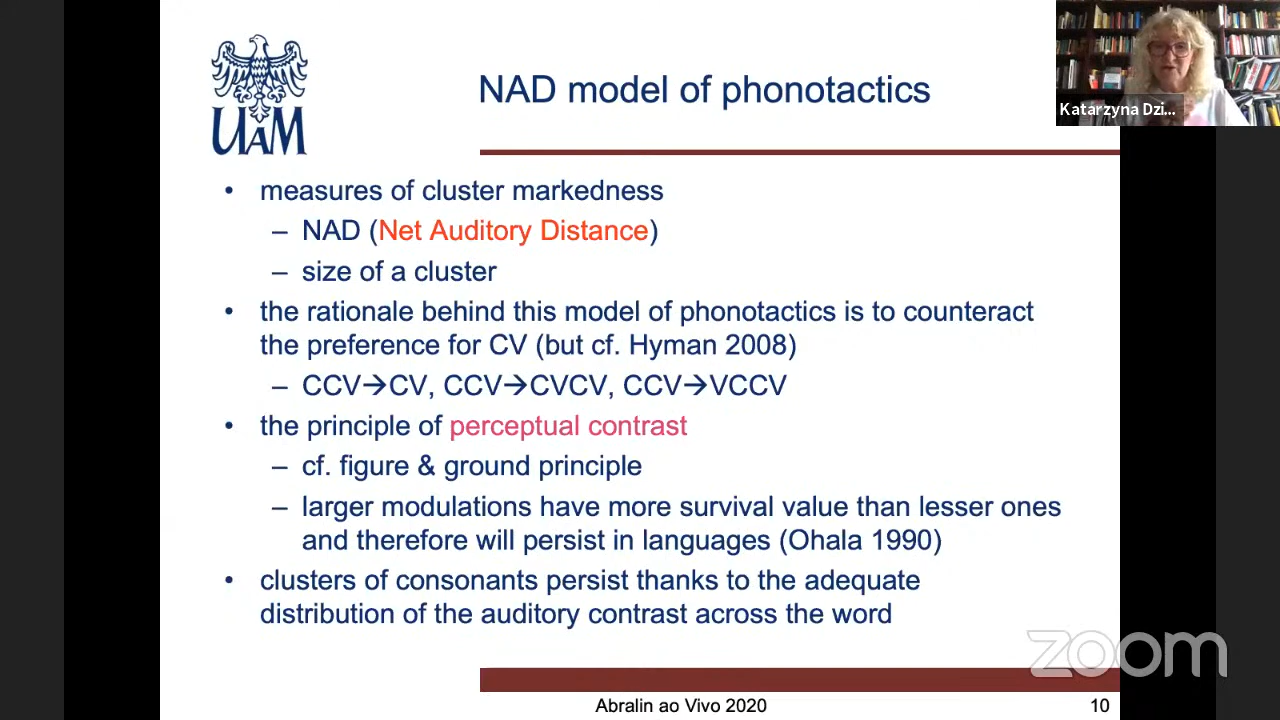 UAM
NAD model of phonotactics
Katarzyna Dzi...
• measures of cluster markedness
– NAD (Net Auditory Distance)
– size of a cluster
• the rationale behind this model of phonotactics is to counteract
the preference for CV (but cf. Hyman 2008)
– CCV→CV, CCV→CVCV, CCV→VCCV
• the principle of perceptual contrast
– cf. figure & ground principle
– larger modulations have more survival value than lesser ones
and therefore will persist in languages (Ohala 1990)
• clusters of consonants persist thanks to the adequate
distribution of the auditory contrast across the word
zoom
Abralin ao Vivo 2020
10